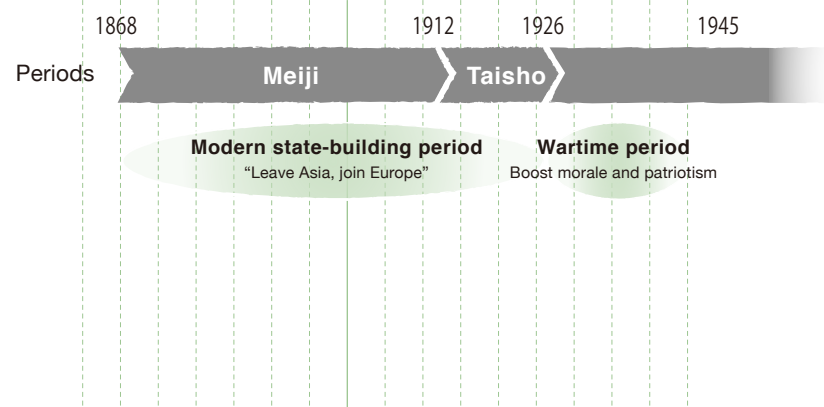 1868 1912 1926 1945
Periods Meiji Taisho
Modern state-building period Wartime period
“Leave Asia, join Europe” Boost morale and patriotism